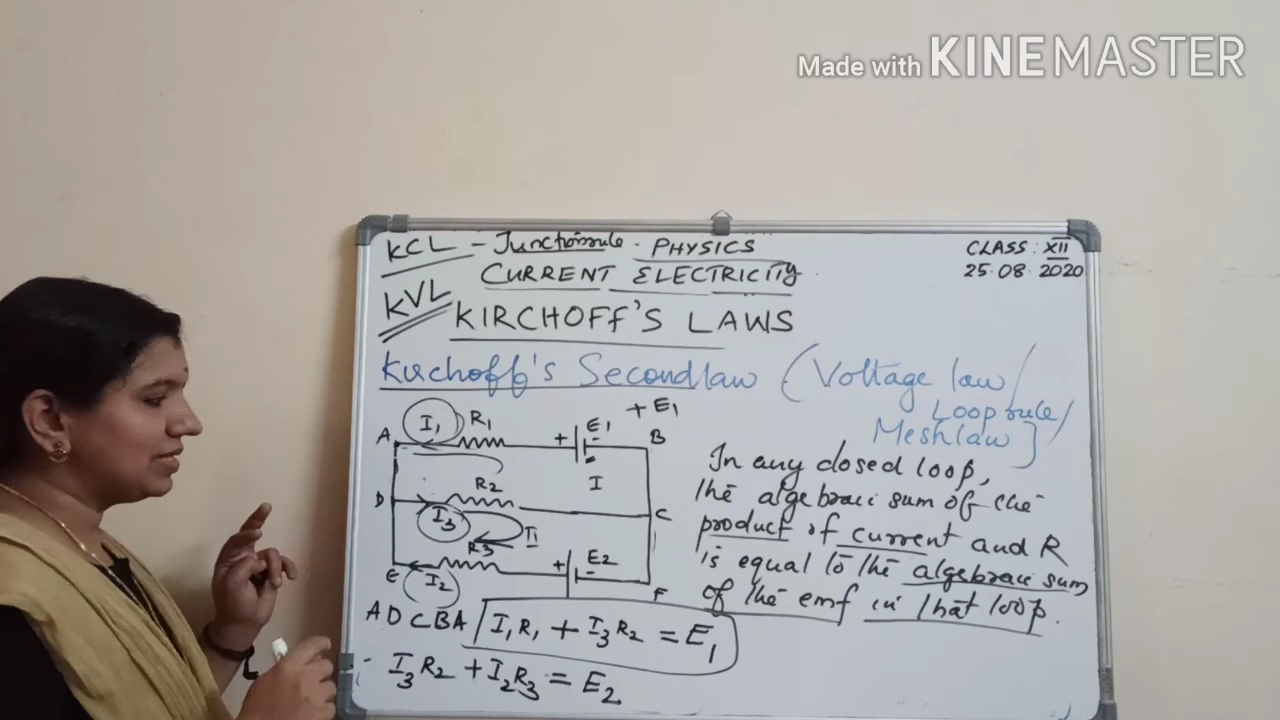 Made with KINEMASTER
KCL - Junctionrule. PHYSICS
CLASS: XII
CURRENT ELECTRICITY
25.08.2020
KVL
KIRCHOFF'S LAWS
Kirchoff's Second law (Voltage law/
Loop rule/
Mesh law]
+ E1
A I1 R1 + E1 - B
I
In any closed loop,
the algebraic sum of the
product of current and R
is equal to the algebraic sum
of the emf in that loop.
D R2 C
I3 II
R3
E I2 + E2 - F
ADCBA I1R1 + I3R2 = E1
I3R2 + I2R3 = E2